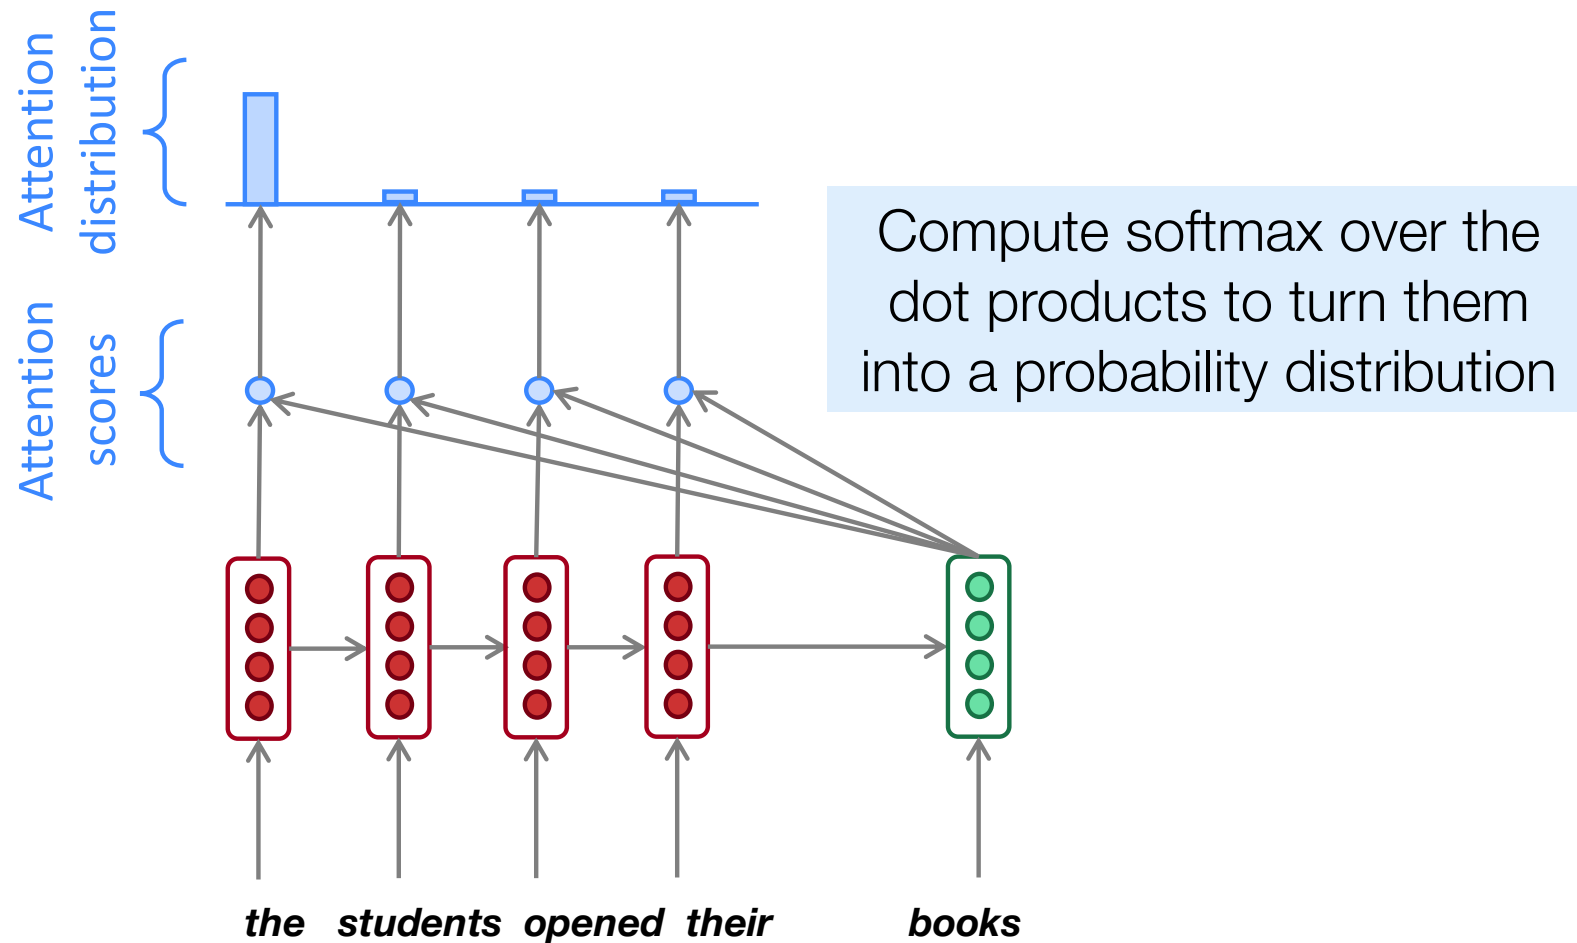 Attention
distribution
Attention
scores
Compute softmax over the
dot products to turn them
into a probability distribution
the students opened their books